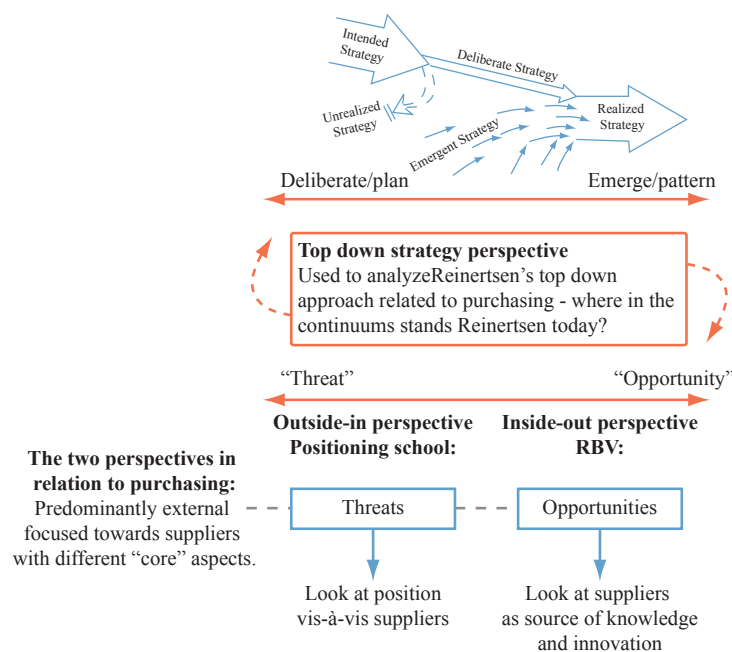 Intended
Strategy
Deliberate Strategy
Unrealized
Strategy
Emergent Strategy
Realized
Strategy
Deliberate/plan
Emerge/pattern
Top down strategy perspective
Used to analyzeReinertsen’s top down
approach related to purchasing - where in the
continuums stands Reinertsen today?
“Threat”
“Opportunity”
Outside-in perspective
Positioning school:
Inside-out perspective
RBV:
The two perspectives in
relation to purchasing:
Predominantly external
focused towards suppliers
with different “core” aspects.
Threats
Opportunities
Look at position
vis-à-vis suppliers
Look at suppliers
as source of knowledge
and innovation